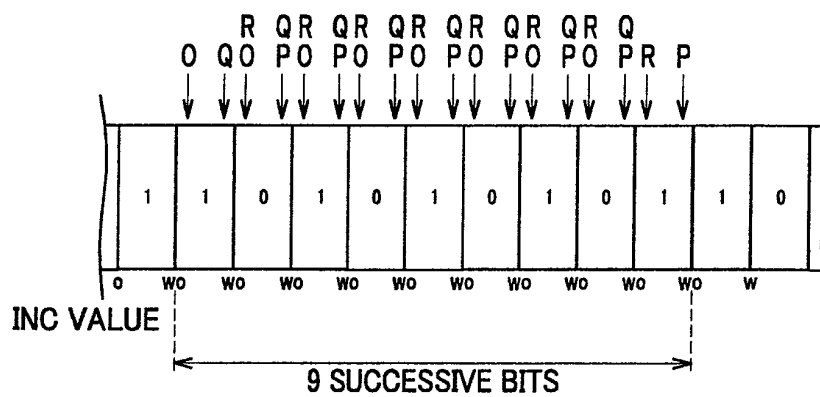 R Q R Q R Q R Q R Q R Q R Q
O Q O P O P O P O P O P O P O P R P
1 1 0 1 0 1 0 1 0 1 1 0
o wo wo wo wo wo wo wo wo wo wo w
INC VALUE
9 SUCCESSIVE BITS